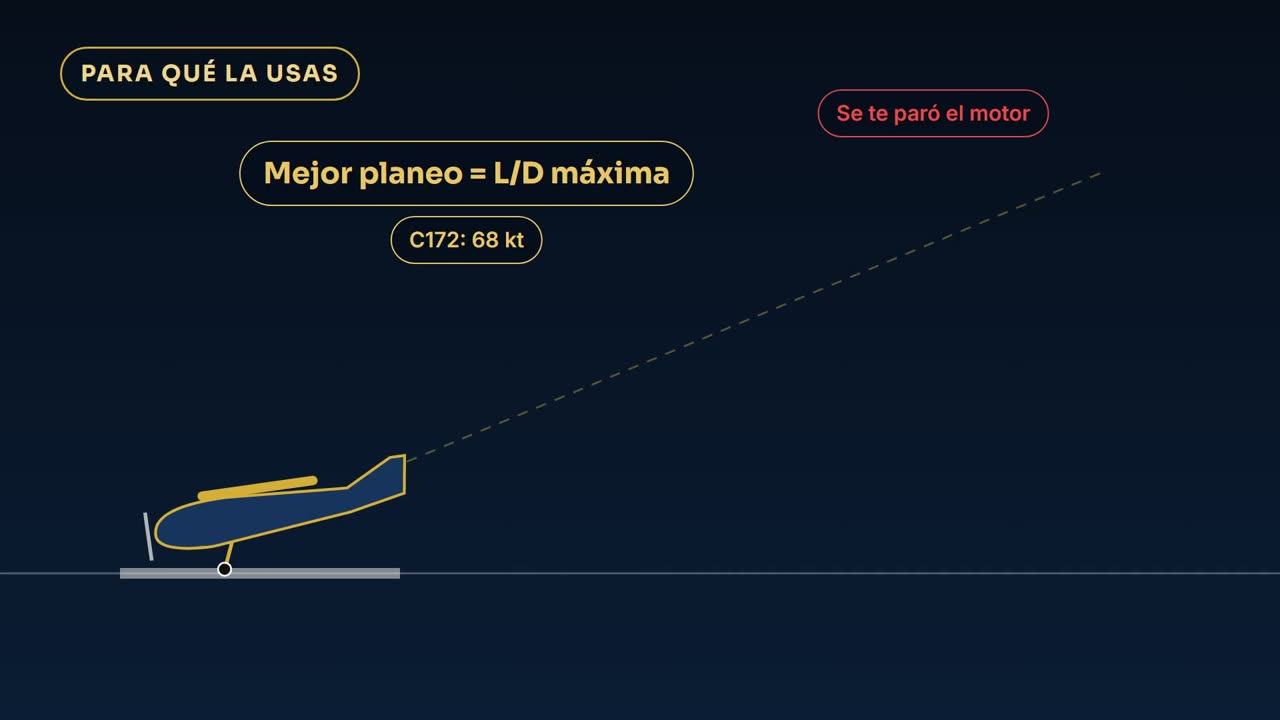 PARA QUÉ LA USAS
Se te paró el motor
Mejor planeo = L/D máxima
C172: 68 kt